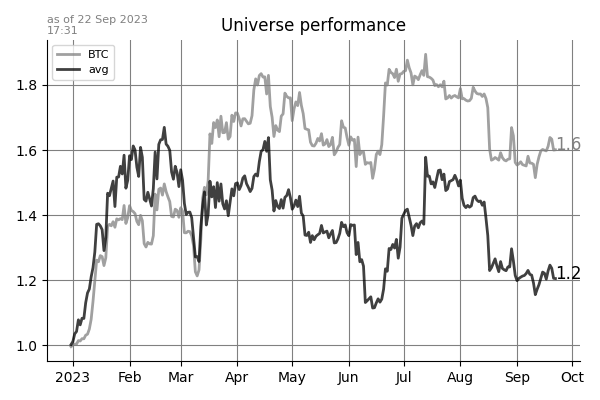 as of 22 Sep 2023
17:31
Universe performance
BTC
avg
1.8
1.6
1.4
1.2
1.0
1.6
1.2
2023 Feb Mar Apr May Jun Jul Aug Sep Oct